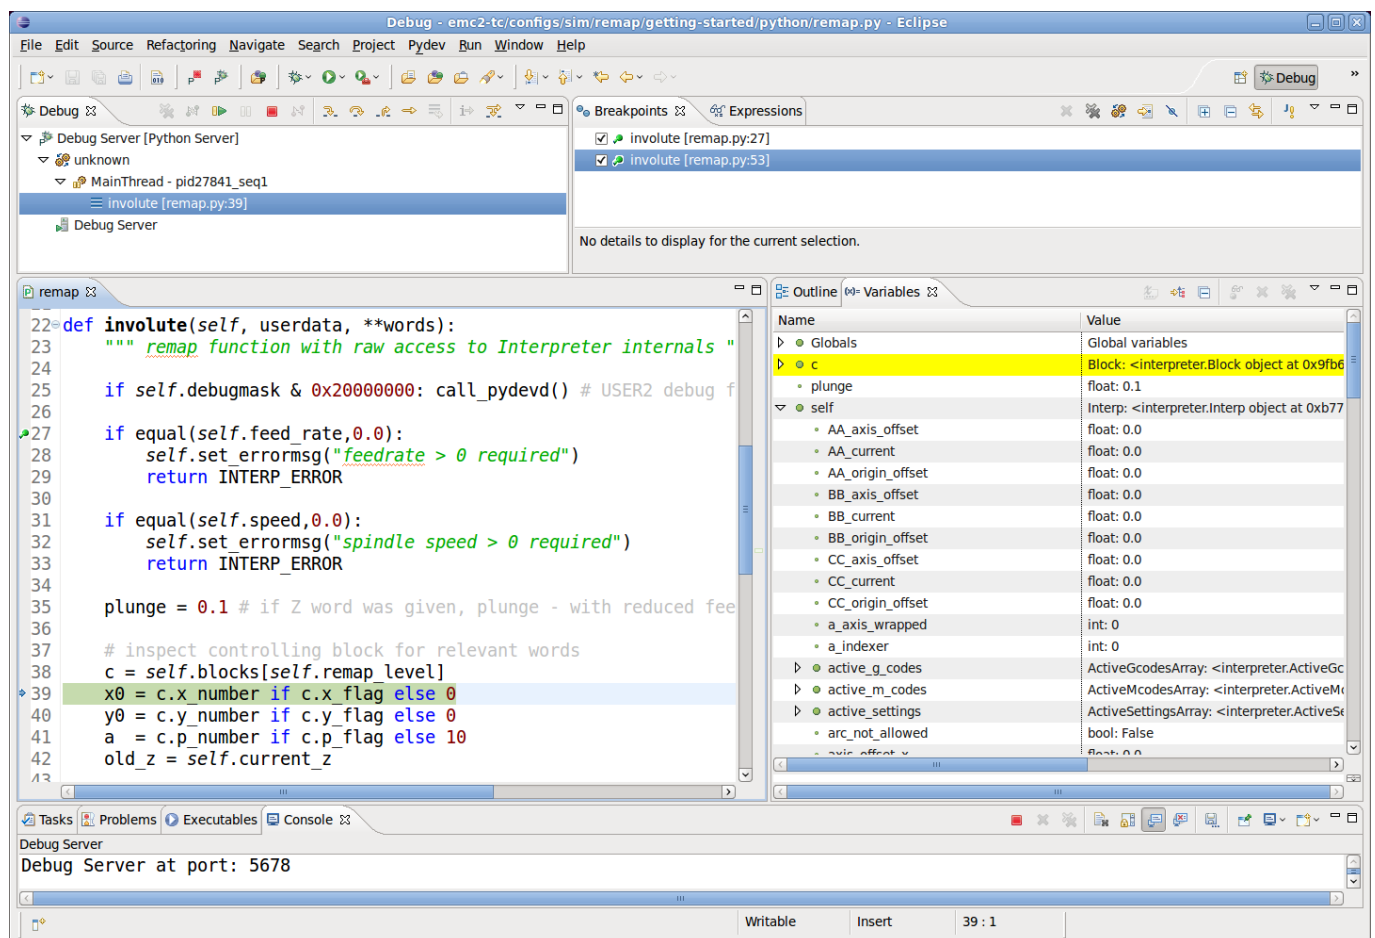 Debug - emc2-tc/configs/sim/remap/getting-started/python/remap.py - Eclipse
File Edit Source Refactoring Navigate Search Project Pydev Run Window Help
Debug »
Debug
Debug Server [Python Server]
unknown
MainThread - pid27841_seq1
involute [remap.py:39]
Debug Server
Breakpoints Expressions
involute [remap.py:27]
involute [remap.py:53]
No details to display for the current selection.
remap
22 def involute(self, userdata, **words):
23 """ remap function with raw access to Interpreter internals "
24
25 if self.debugmask & 0x20000000: call_pydevd() # USER2 debug f
26
27 if equal(self.feed_rate,0.0):
28 self.set_errormsg("feedrate > 0 required")
29 return INTERP_ERROR
30
31 if equal(self.speed,0.0):
32 self.set_errormsg("spindle speed > 0 required")
33 return INTERP_ERROR
34
35 plunge = 0.1 # if Z word was given, plunge - with reduced fee
36
37 # inspect controlling block for relevant words
38 c = self.blocks[self.remap_level]
39 x0 = c.x_number if c.x_flag else 0
40 y0 = c.y_number if c.y_flag else 0
41 a  = c.p_number if c.p_flag else 10
42 old_z = self.current_z
43
Outline (x)= Variables
Name Value
Globals Global variables
c Block: <interpreter.Block object at 0x9fb6
plunge float: 0.1
self Interp: <interpreter.Interp object at 0xb77
AA_axis_offset float: 0.0
AA_current float: 0.0
AA_origin_offset float: 0.0
BB_axis_offset float: 0.0
BB_current float: 0.0
BB_origin_offset float: 0.0
CC_axis_offset float: 0.0
CC_current float: 0.0
CC_origin_offset float: 0.0
a_axis_wrapped int: 0
a_indexer int: 0
active_g_codes ActiveGcodesArray: <interpreter.ActiveGc
active_m_codes ActiveMcodesArray: <interpreter.ActiveMc
active_settings ActiveSettingsArray: <interpreter.ActiveSe
arc_not_allowed bool: False
axis_offset_x float: 0.0
Tasks Problems Executables Console
Debug Server
Debug Server at port: 5678
Writable Insert 39 : 1